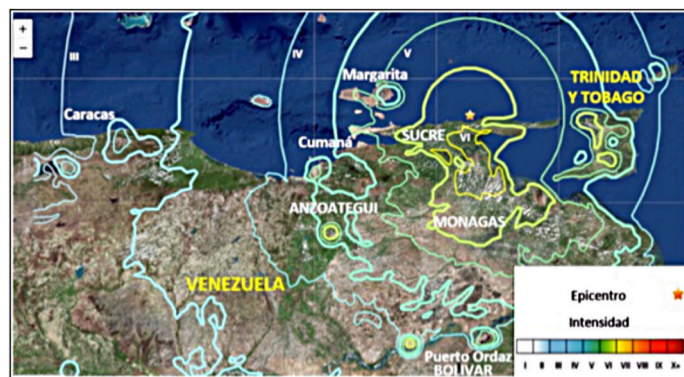 +
−
III
IV
V
Margarita
TRINIDAD
Y TOBAGO
Caracas
Cumaná
SUCRE
VI
ANZOATEGUI
MONAGAS
VENEZUELA
Epicentro
Intensidad
I II III IV V VI VII VIII IX X+
Puerto Ordaz
BOLIVAR